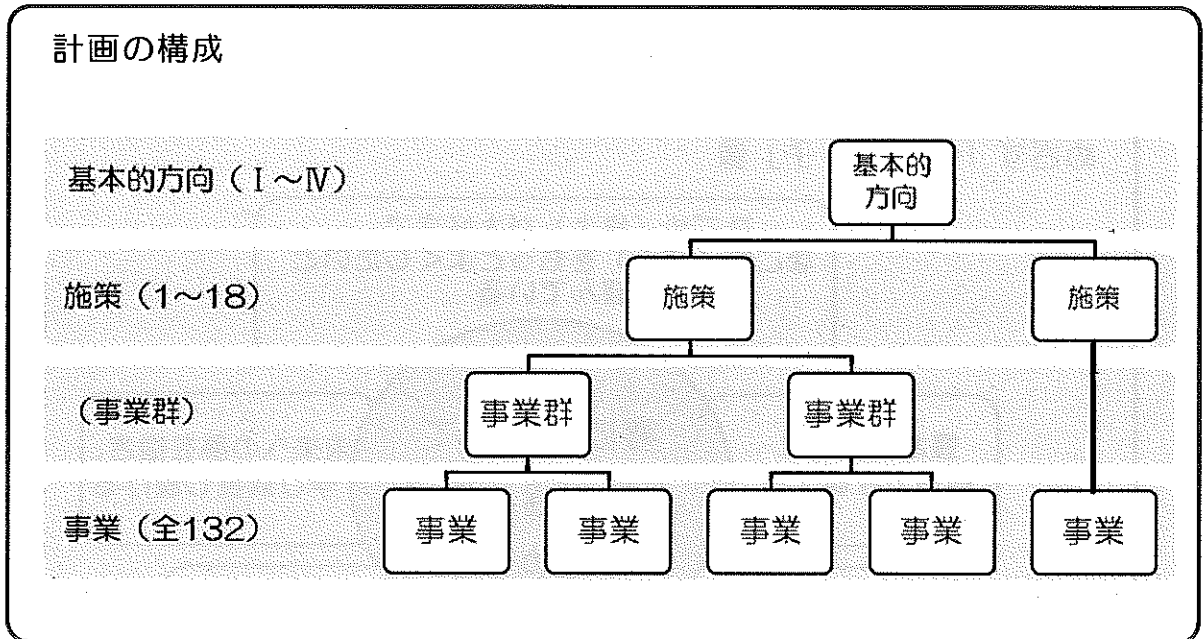 計画の構成
基本的方向（Ⅰ～Ⅳ）
基本的
方向
施策（1～18）
施策
施策
（事業群）
事業群
事業群
事業（全132）
事業
事業
事業
事業
事業